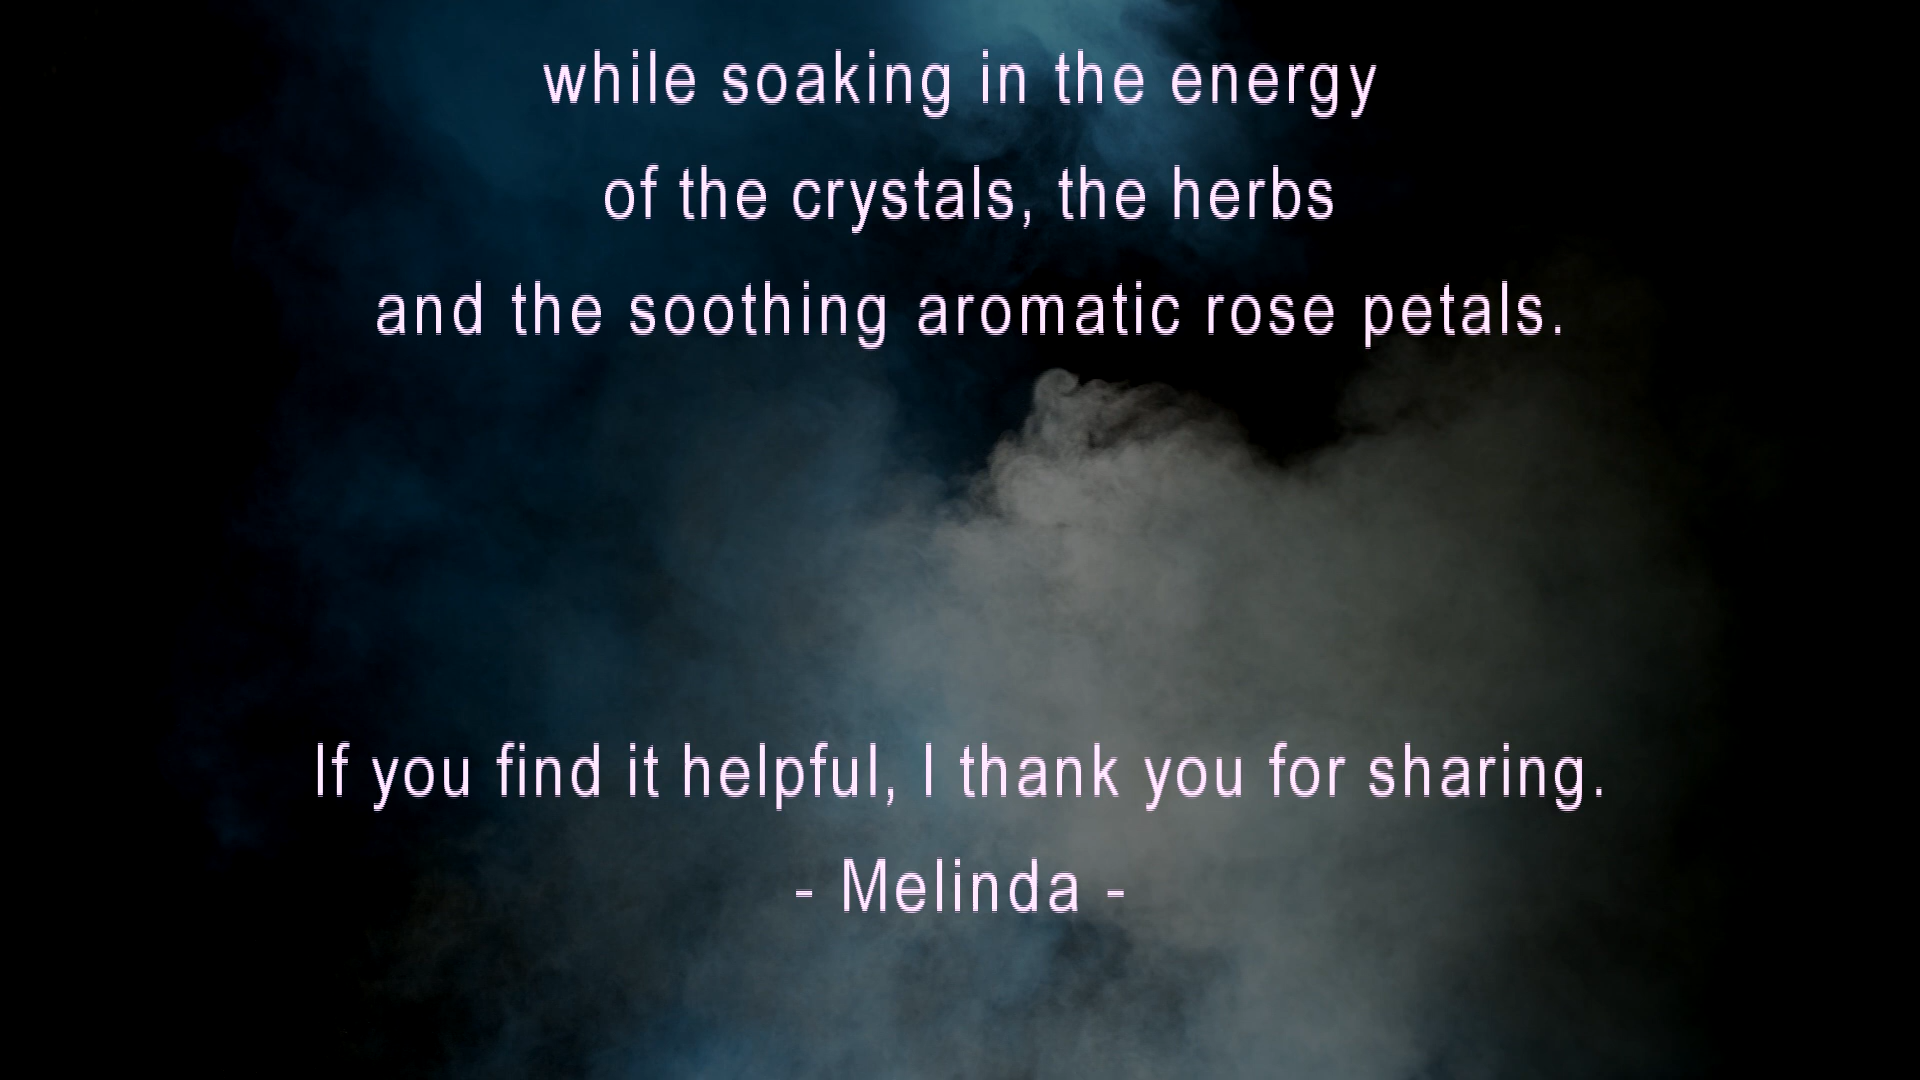 while soaking in the energy
of the crystals, the herbs
and the soothing aromatic rose petals.
If you find it helpful, I thank you for sharing.
- Melinda -